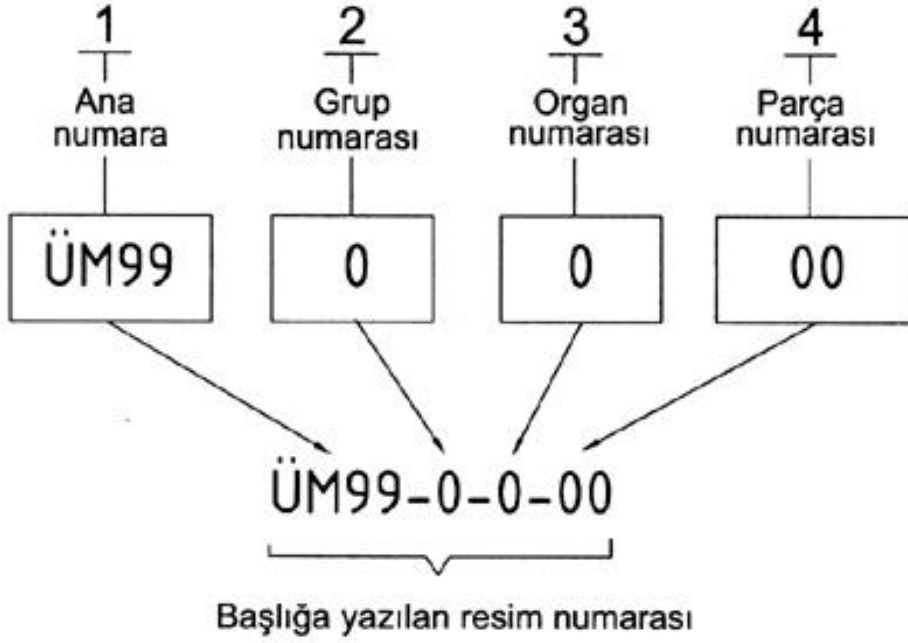 1 2 3 4
Ana numara
Grup numarası
Organ numarası
Parça numarası
ÜM99 0 0 00
ÜM99-0-0-00
Başlığa yazılan resim numarası